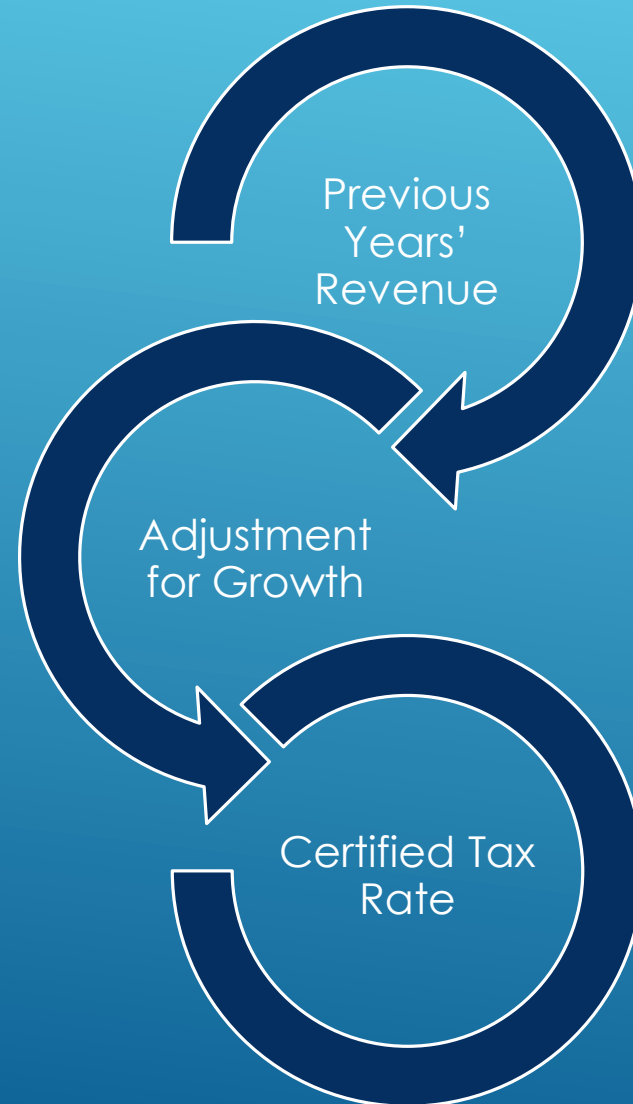 Previous
Years’
Revenue
Adjustment
for Growth
Certified Tax
Rate